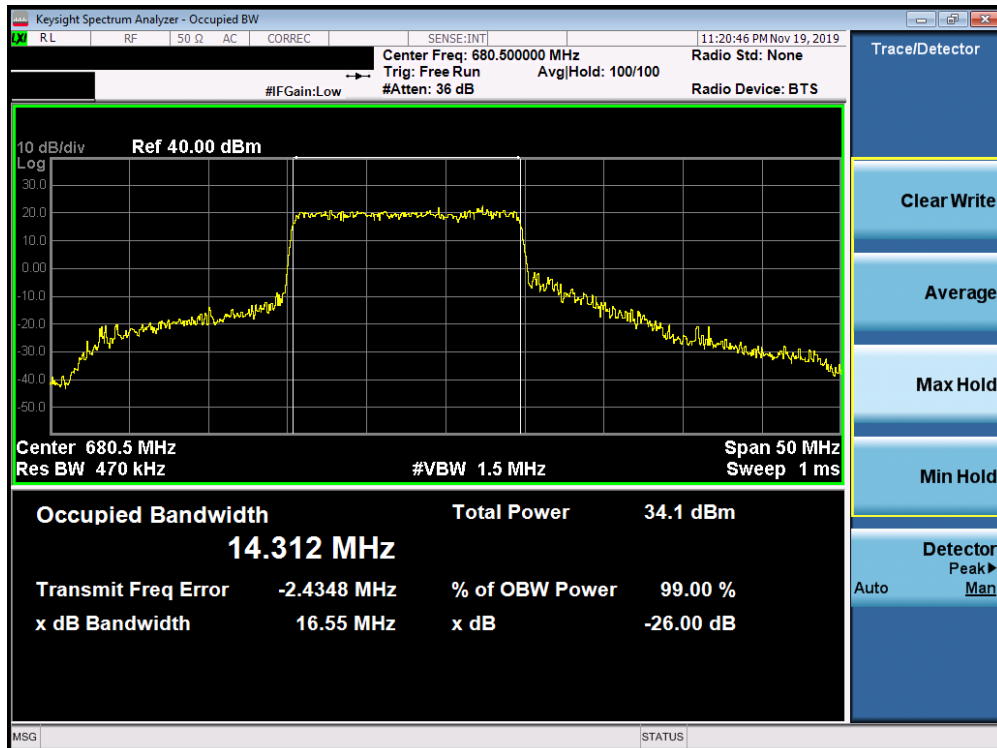 Keysight Spectrum Analyzer - Occupied BW
LXI RL RF 50 Ω AC CORREC SENSE:INT 11:20:46 PM Nov 19, 2019
Center Freq: 680.500000 MHz Radio Std: None
Trig: Free Run Avg|Hold: 100/100
#IFGain:Low #Atten: 36 dB Radio Device: BTS
10 dB/div Ref 40.00 dBm
Log
30.0
20.0
10.0
0.00
-10.0
-20.0
-30.0
-40.0
-50.0
Center 680.5 MHz Span 50 MHz
Res BW 470 kHz #VBW 1.5 MHz Sweep 1 ms
Occupied Bandwidth Total Power 34.1 dBm
14.312 MHz
Transmit Freq Error -2.4348 MHz % of OBW Power 99.00 %
x dB Bandwidth 16.55 MHz x dB -26.00 dB
MSG STATUS
Trace/Detector
Clear Write
Average
Max Hold
Min Hold
Detector
Peak▶
Auto Man